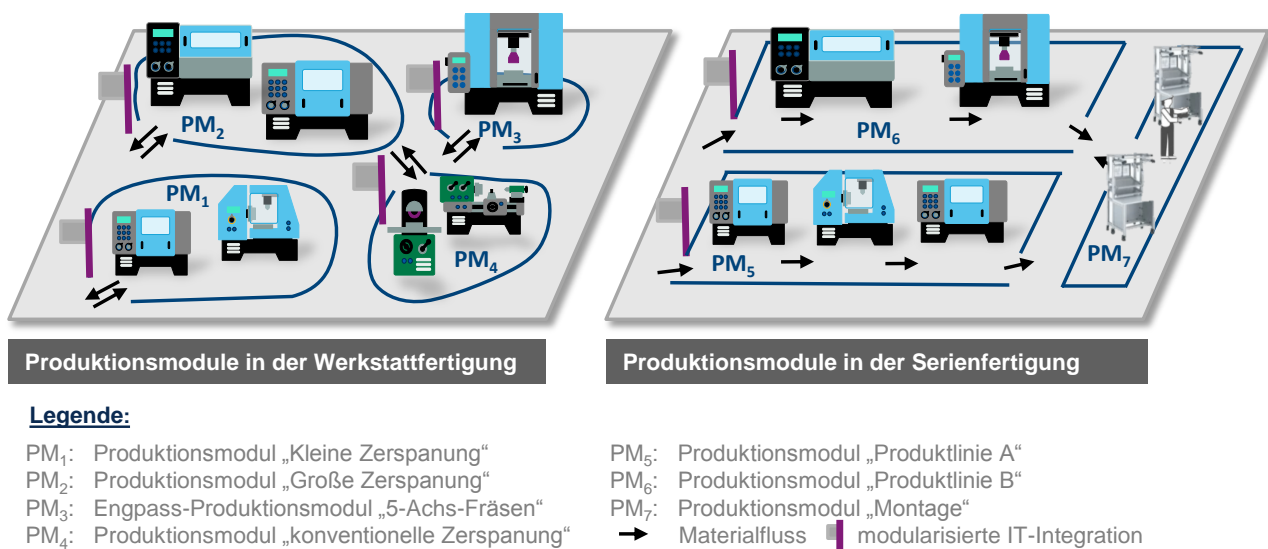 PM₂
PM₃
PM₁
PM₄
PM₆
PM₅
PM₇
Produktionsmodule in der Werkstattfertigung
Produktionsmodule in der Serienfertigung
Legende:
PM₁: Produktionsmodul „Kleine Zerspanung“
PM₂: Produktionsmodul „Große Zerspanung“
PM₃: Engpass-Produktionsmodul „5-Achs-Fräsen“
PM₄: Produktionsmodul „konventionelle Zerspanung“
PM₅: Produktionsmodul „Produktlinie A“
PM₆: Produktionsmodul „Produktlinie B“
PM₇: Produktionsmodul „Montage“
Materialfluss modularisierte IT-Integration